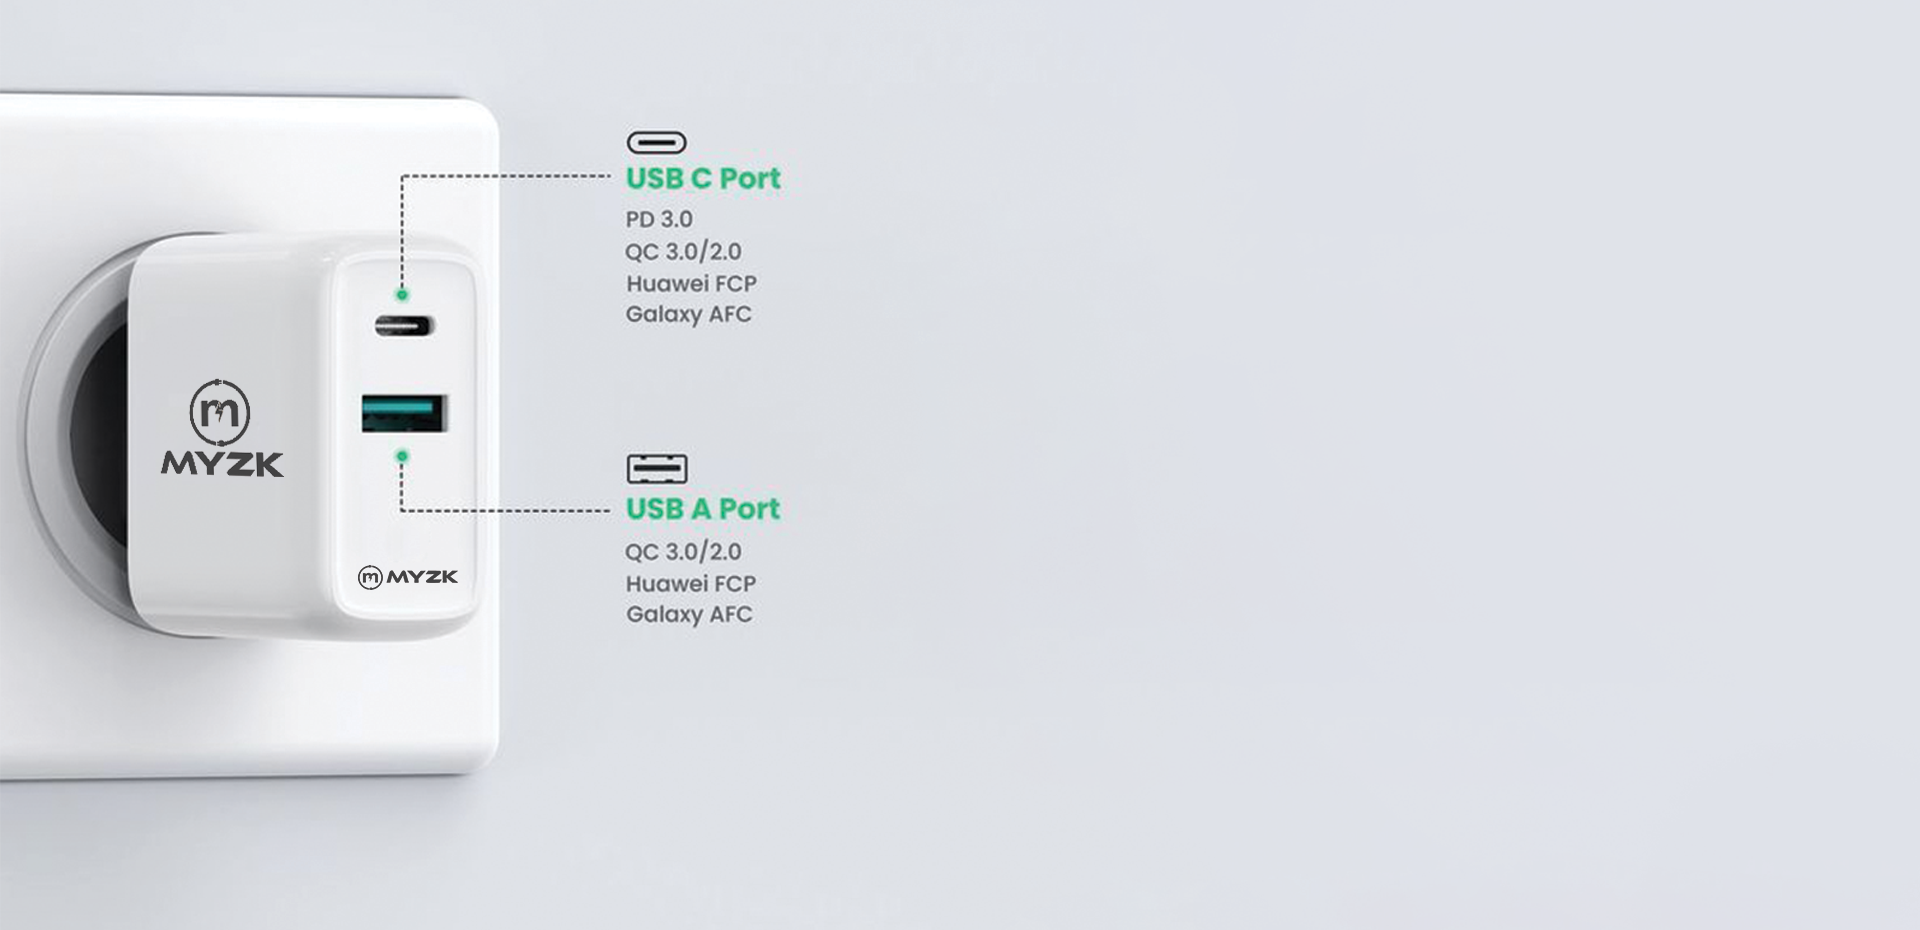 USB C Port
PD 3.0
QC 3.0/2.0
Huawei FCP
Galaxy AFC
m
MYZK
USB A Port
QC 3.0/2.0
Huawei FCP
Galaxy AFC
m MYZK